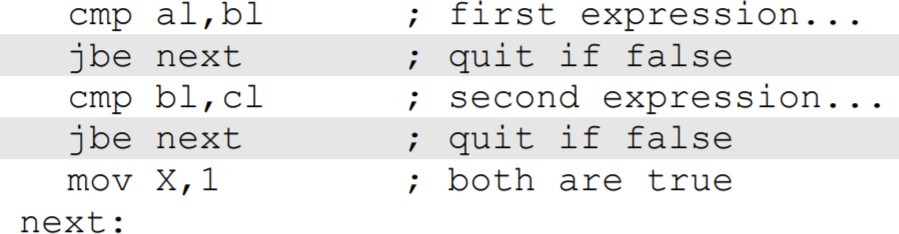 cmp al,bl ; first expression...
jbe next ; quit if false
cmp bl,cl ; second expression...
jbe next ; quit if false
mov X,1 ; both are true
next: